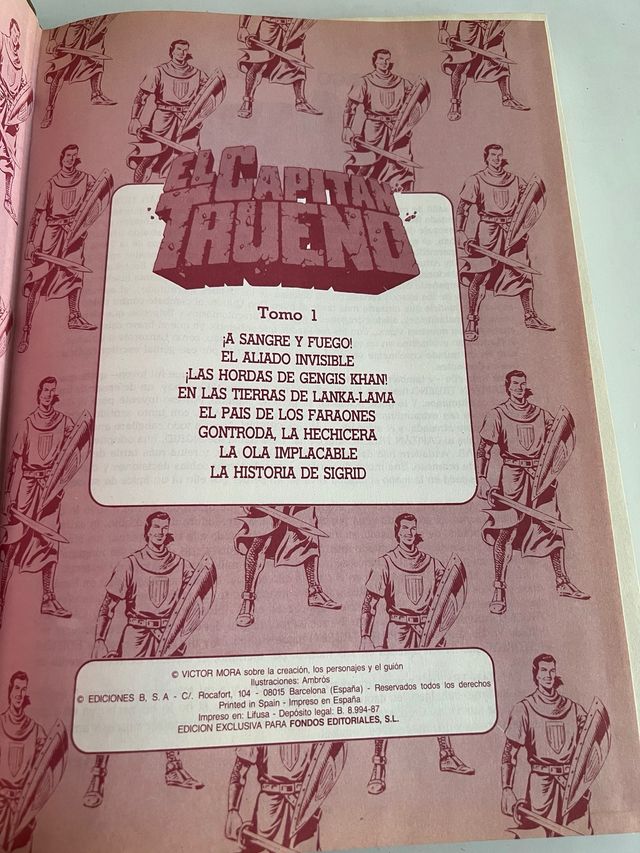 EL CAPITAN
TRUENO
Tomo 1
¡A SANGRE Y FUEGO!
EL ALIADO INVISIBLE
¡LAS HORDAS DE GENGIS KHAN!
EN LAS TIERRAS DE LANKA-LAMA
EL PAIS DE LOS FARAONES
GONTRODA, LA HECHICERA
LA OLA IMPLACABLE
LA HISTORIA DE SIGRID
© VICTOR MORA sobre la creación, los personajes y el guión
Ilustraciones: Ambrós
© EDICIONES B, S. A - C/. Rocafort, 104 - 08015 Barcelona (España) - Reservados todos los derechos
Printed in Spain - Impreso en España
Impreso en: Lifusa - Depósito legal: B. 8.994-87
EDICION EXCLUSIVA PARA FONDOS EDITORIALES, S.L.